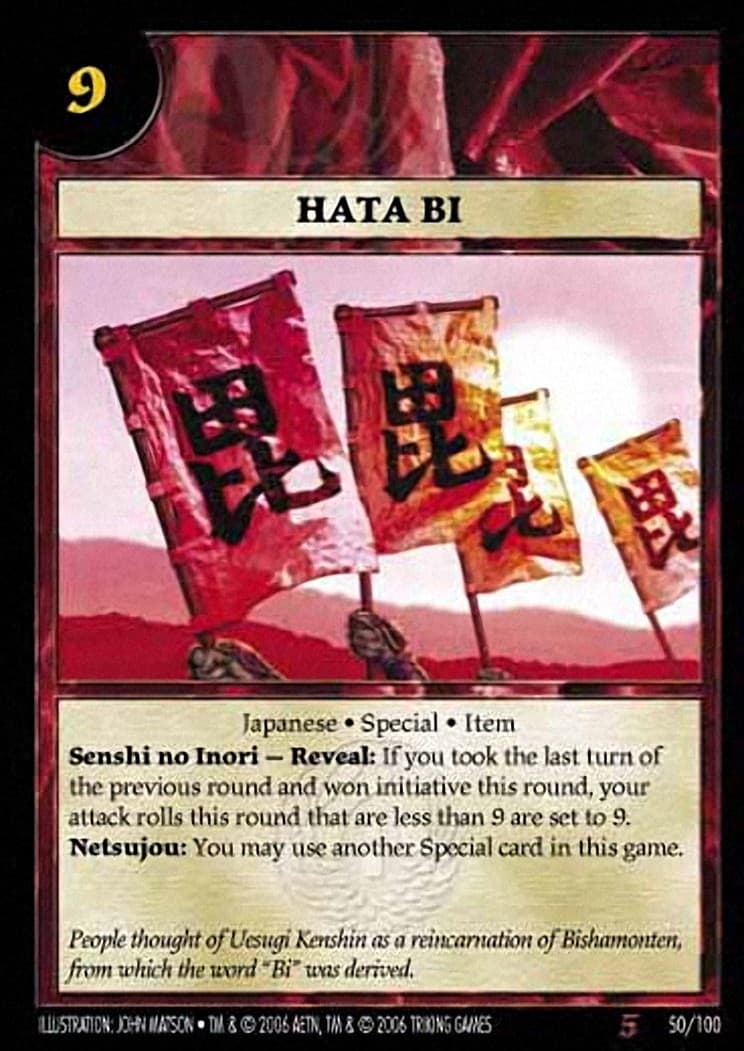 9
HATA BI
毘
毘
毘
毘
Japanese • Special • Item
Senshi no Inori — Reveal: If you took the last turn of
the previous round and won initiative this round, your
attack rolls this round that are less than 9 are set to 9.
Netsujou: You may use another Special card in this game.
People thought of Uesugi Kenshin as a reincarnation of Bishamonten,
from which the word "Bi" was derived.
ILLUSTRATION: JOHN MATSON • TM & © 2006 AETN, TM & © 2006 TRIKING GAMES
5
50/100